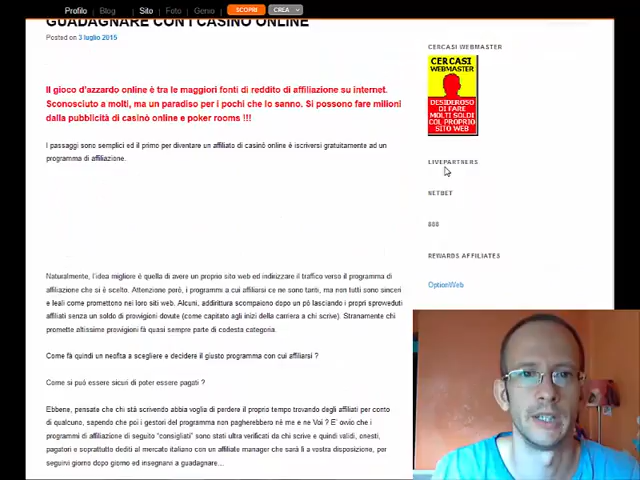 Profilo Blog Sito Foto Genio SCOPRI CREA
GUADAGNARE CON I CASINO ONLINE
Posted on 3 luglio 2015
Il gioco d'azzardo online è tra le maggiori fonti di reddito di affiliazione su internet.
Sconosciuto a molti, ma un paradiso per i pochi che lo sanno. Si possono fare milioni
dalla pubblicità di casinò online e poker rooms !!!
I passaggi sono semplici ed il primo per diventare un affiliato di casinò online è iscriversi gratuitamente ad un
programma di affiliazione.
Naturalmente, l'idea migliore è quella di avere un proprio sito web ed indirizzare il traffico verso il programma di
affiliazione che si è scelto. Attenzione però, i programmi a cui affiliarsi ce ne sono tanti, ma non tutti sono sinceri
e leali come promettono nei loro siti web. Alcuni, addirittura scompaiono dopo un pò lasciando i propri sprovveduti
affiliati senza un soldo di provvigioni dovute (come capitato agli inizi della carriera a chi scrive). Stranamente chi
promette altissime provvigioni fà quasi sempre parte di codesta categoria.
Come fà quindi un neofita a scegliere e decidere il giusto programma con cui affiliarsi ?
Come si può essere sicuri di poter essere pagati ?
Ebbene, pensate che chi stà scrivendo abbia voglia di perdere il proprio tempo trovando degli affiliati per conto
di qualcuno, sapendo che poi i gestori del programma non pagherebbero nè me e ne Voi ? E' ovvio che i
programmi di affiliazione di seguito "consigliati" sono stati ultra verificati da chi scrive e quindi validi, onesti,
pagatori e soprattutto dediti al mercato italiano con un affiliate manager che sarà lì a vostra disposizione, per
seguirvi giorno dopo giorno ed insegnarvi a guadagnare...
CERCASI WEBMASTER
CERCASI
WEBMASTER
DESIDEROSO
DI FARE
MOLTI SOLDI
COL PROPRIO
SITO WEB
LIVEPARTNERS
NETBET
888
REWARDS AFFILIATES
OptionWeb